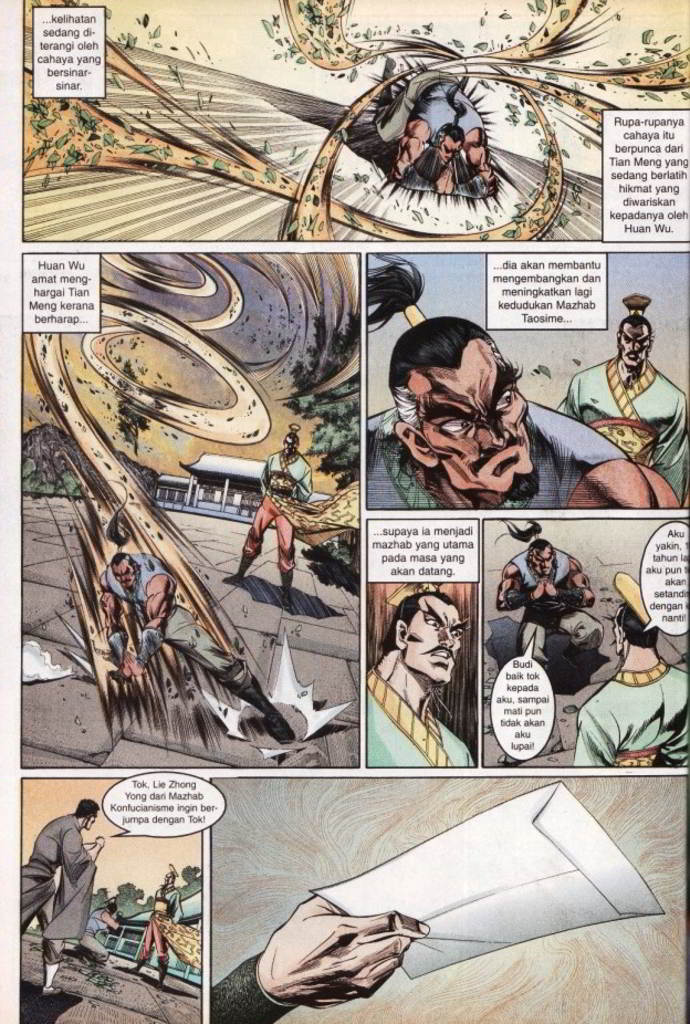 ...kelihatan
sedang di-
terangi oleh
cahaya yang
bersinar-
sinar.
Rupa-rupanya
cahaya itu
berpunca dari
Tian Meng yang
sedang berlatih
hikmat yang
diwariskan
kepadanya oleh
Huan Wu.
Huan Wu
amat meng-
hargai Tian
Meng kerana
berharap...
...dia akan membantu
mengembangkan dan
meningkatkan lagi
kedudukan Mazhab
Taosime...
...supaya ia menjadi
mazhab yang utama
pada masa yang
akan datang.
Aku
yakin,
tahun
aku pun
akan
dengan
nanti!
Budi
baik tok
kepada
aku, sampai
mati pun
tidak akan
aku
lupai!
Tok, Lie Zhong
Yong dari Mazhab
Konfucianisme ingin ber-
jumpa dengan Tok!